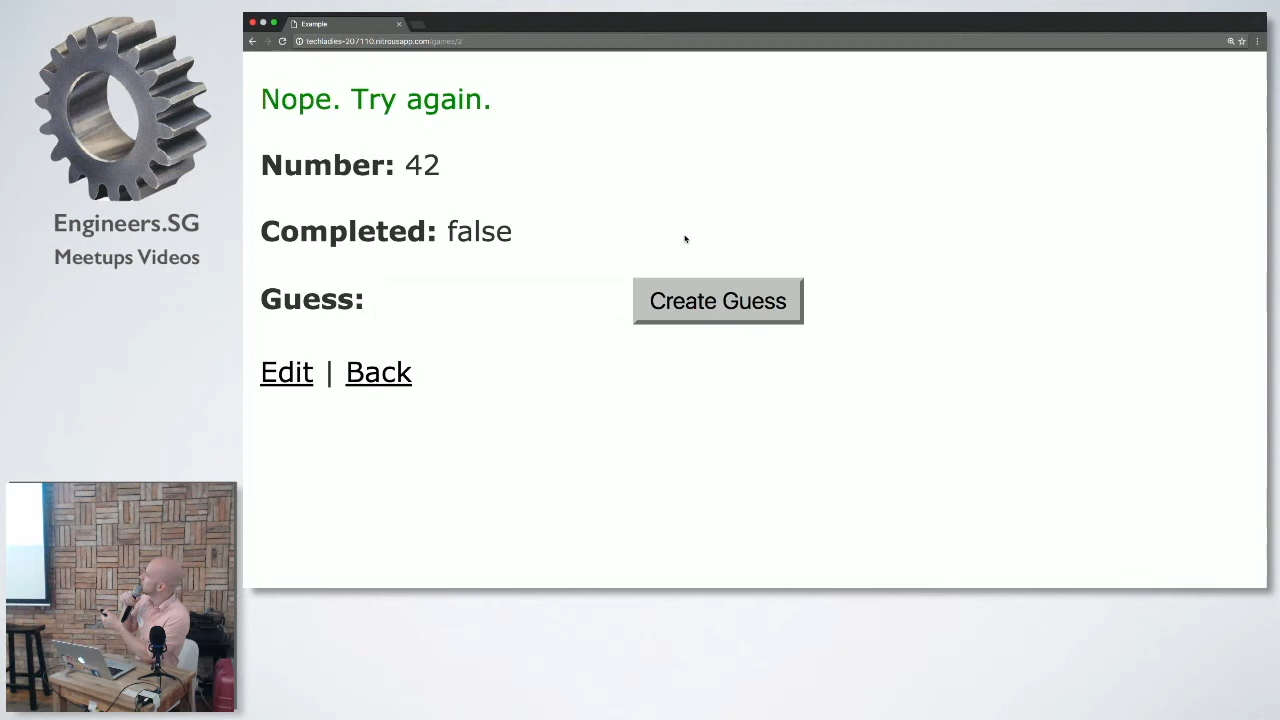 Engineers.SG
Meetups Videos
Example
techladies-207110.nitrousapp.com/games/2
Nope. Try again.
Number: 42
Completed: false
Guess: Create Guess
Edit | Back